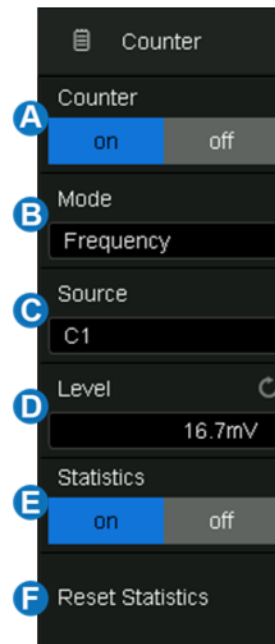 Counter
Counter
A
on off
Mode
B
Frequency
Source
C
C1
Level
D
16.7mV
Statistics
E
on off
F Reset Statistics